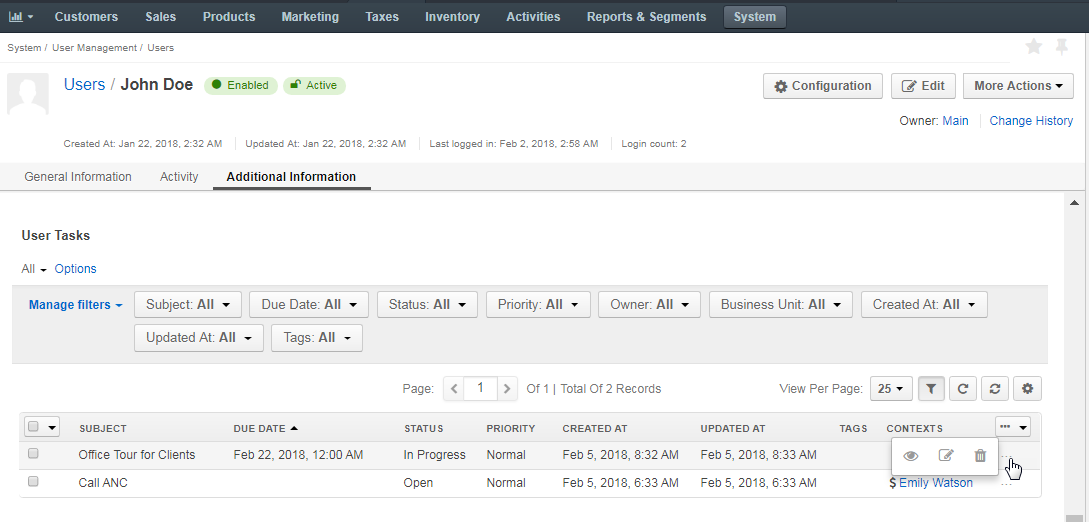 Customers Sales Products Marketing Taxes Inventory Activities Reports & Segments System
System / User Management / Users
Users / John Doe Enabled Active Configuration Edit More Actions
Owner: Main Change History
Created At: Jan 22, 2018, 2:32 AM Updated At: Jan 22, 2018, 2:32 AM Last logged in: Feb 2, 2018, 2:58 AM Login count: 2
General Information Activity Additional Information
User Tasks
All Options
Manage filters Subject: All Due Date: All Status: All Priority: All Owner: All Business Unit: All Created At: All
Updated At: All Tags: All
Page: 1 Of 1 | Total Of 2 Records View Per Page: 25
SUBJECT DUE DATE STATUS PRIORITY CREATED AT UPDATED AT TAGS CONTEXTS ...
Office Tour for Clients Feb 22, 2018, 12:00 AM In Progress Normal Feb 5, 2018, 8:32 AM Feb 5, 2018, 8:33 AM ...
Call ANC Open Normal Feb 5, 2018, 6:33 AM Feb 5, 2018, 6:33 AM $ Emily Watson ...